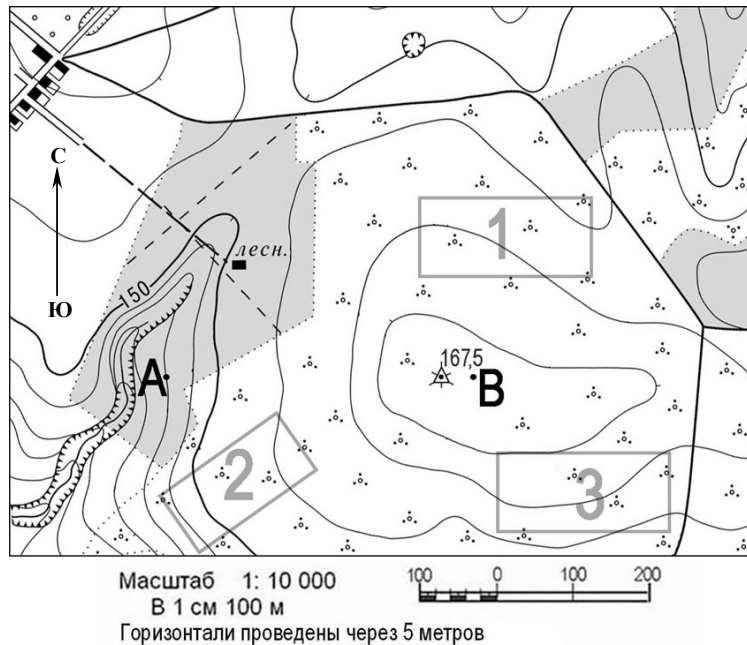 С
Ю
150
лесн.
1
167,5
А
В
2
3
Масштаб 1: 10 000
В 1 см 100 м
100 0 100 200
Горизонтали проведены через 5 метров